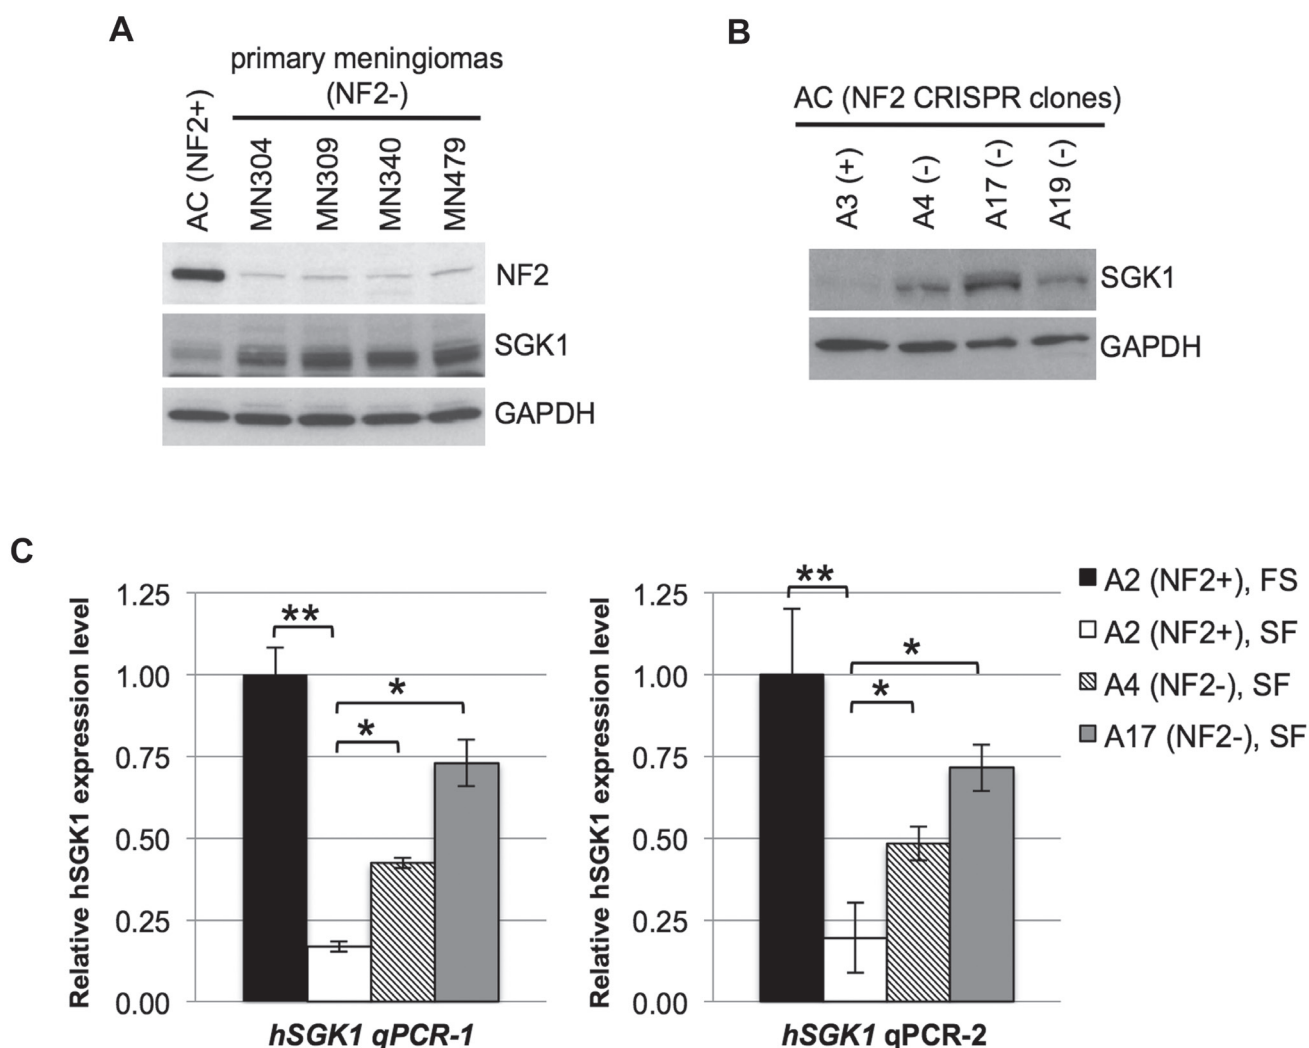 A
primary meningiomas
(NF2-)
AC (NF2+)
MN304
MN309
MN340
MN479
NF2
SGK1
GAPDH
B
AC (NF2 CRISPR clones)
A3 (+)
A4 (-)
A17 (-)
A19 (-)
SGK1
GAPDH
C
Relative hSGK1 expression level
1.25
1.00
0.75
0.50
0.25
0.00
**
*
*
hSGK1 qPCR-1
Relative hSGK1 expression level
1.25
1.00
0.75
0.50
0.25
0.00
**
*
*
hSGK1 qPCR-2
A2 (NF2+), FS
A2 (NF2+), SF
A4 (NF2-), SF
A17 (NF2-), SF